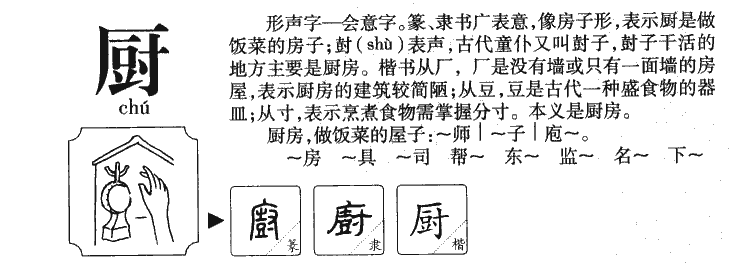 厨
chú
形声字—会意字。篆、隶书广表意,像房子形,表示厨是做
饭菜的房子;尌(shù)表声,古代童仆又叫尌子,尌子干活的
地方主要是厨房。楷书从厂,厂是没有墙或只有一面墙的房
屋,表示厨房的建筑较简陋;从豆,豆是古代一种盛食物的器
皿;从寸,表示烹煮食物需掌握分寸。本义是厨房。
厨房,做饭菜的屋子:~师|~子|庖~。
~房 ~具 ~司 帮~ 东~ 监~ 名~ 下~
廚 篆
廚 隶
厨 楷